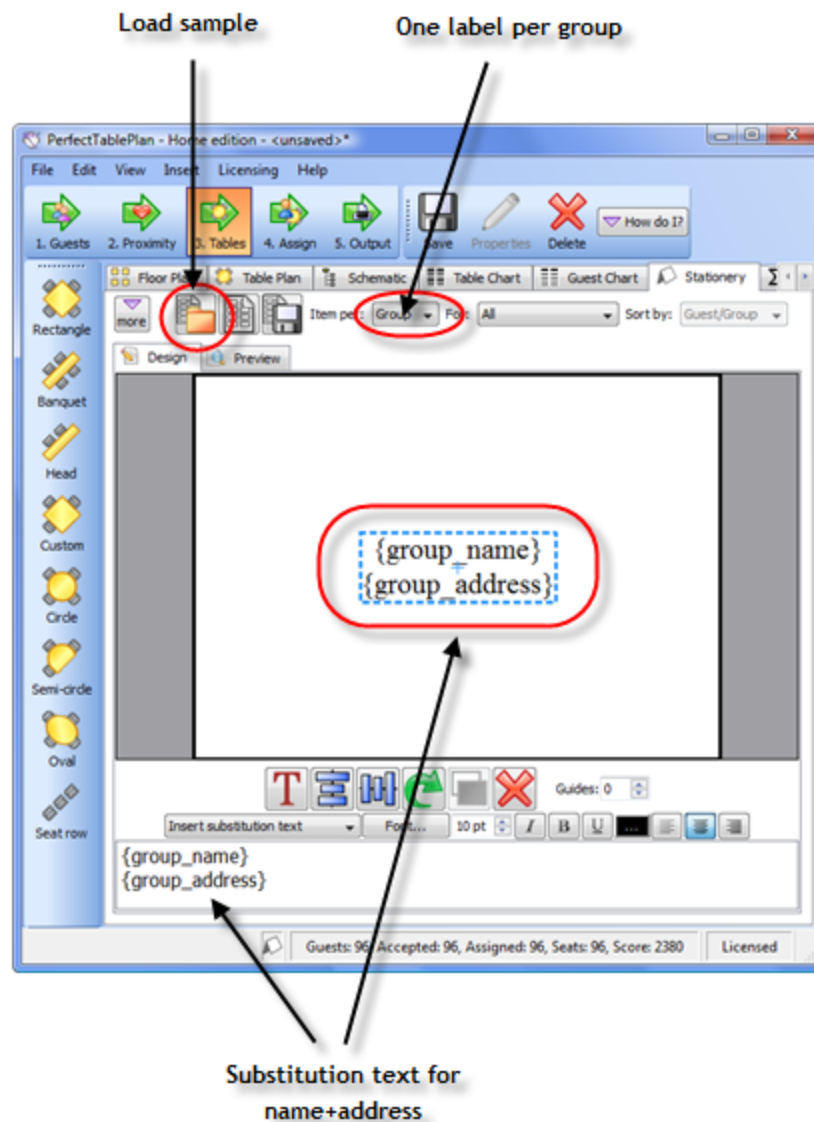 Load sample
One label per group
PerfectTablePlan - Home edition - <unsaved>*
File Edit View Insert Licensing Help
1. Guests 2. Proximity 3. Tables 4. Assign 5. Output Save Properties Delete How do I?
Floor Table Plan Schematic Table Chart Guest Chart Stationery Σ
more Item per: Group For: All Sort by: Guest/Group
Design Preview
Rectangle
Banquet
Head
Custom
Circle
Semi-circle
Oval
Seat row
{group_name}
{group_address}
T Guides: 0
Insert substitution text Font... 10 pt I B U ...
{group_name}
{group_address}
Guests: 96, Accepted: 96, Assigned: 96, Seats: 96, Score: 2380 Licensed
Substitution text for
name+address